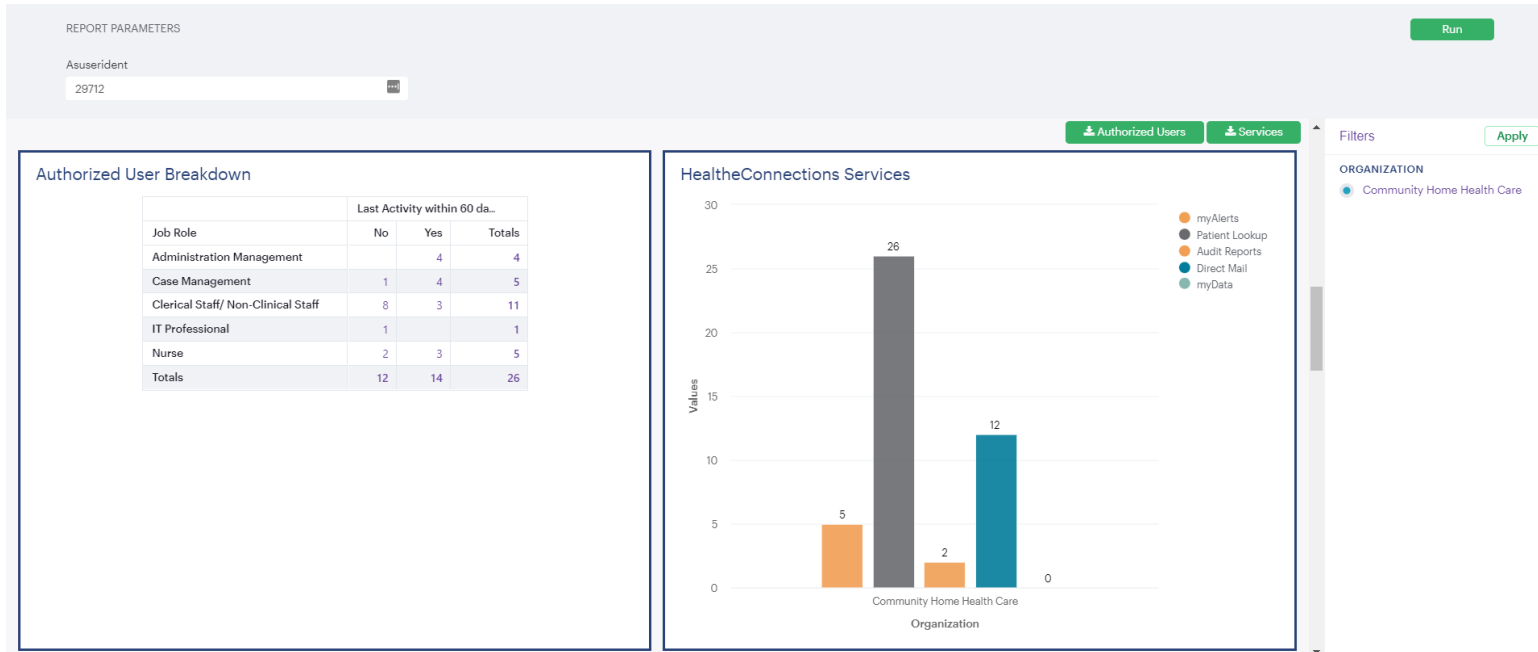 REPORT PARAMETERS
Run
Asuserident
29712
Authorized Users
Services
Filters
Apply
ORGANIZATION
Community Home Health Care
Authorized User Breakdown
Last Activity within 60 da...
Job Role No Yes Totals
Administration Management 4 4
Case Management 1 4 5
Clerical Staff/ Non-Clinical Staff 8 3 11
IT Professional 1 1
Nurse 2 3 5
Totals 12 14 26
HealtheConnections Services
30
25
20
15
10
5
0
Values
5
26
2
12
0
Community Home Health Care
Organization
myAlerts
Patient Lookup
Audit Reports
Direct Mail
myData